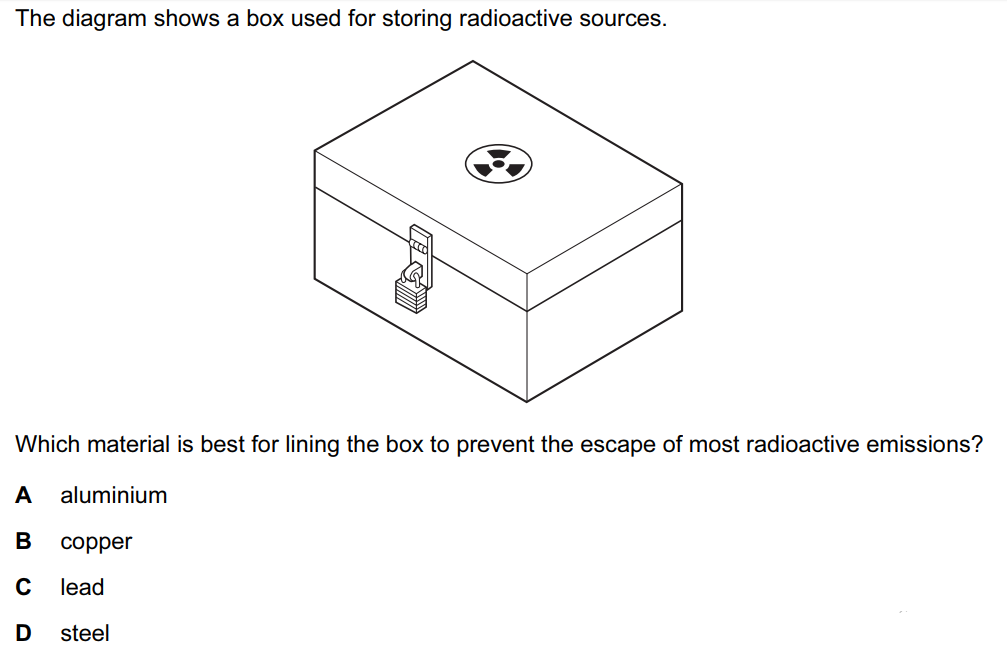 The diagram shows a box used for storing radioactive sources.
Which material is best for lining the box to prevent the escape of most radioactive emissions?
A aluminium
B copper
C lead
D steel